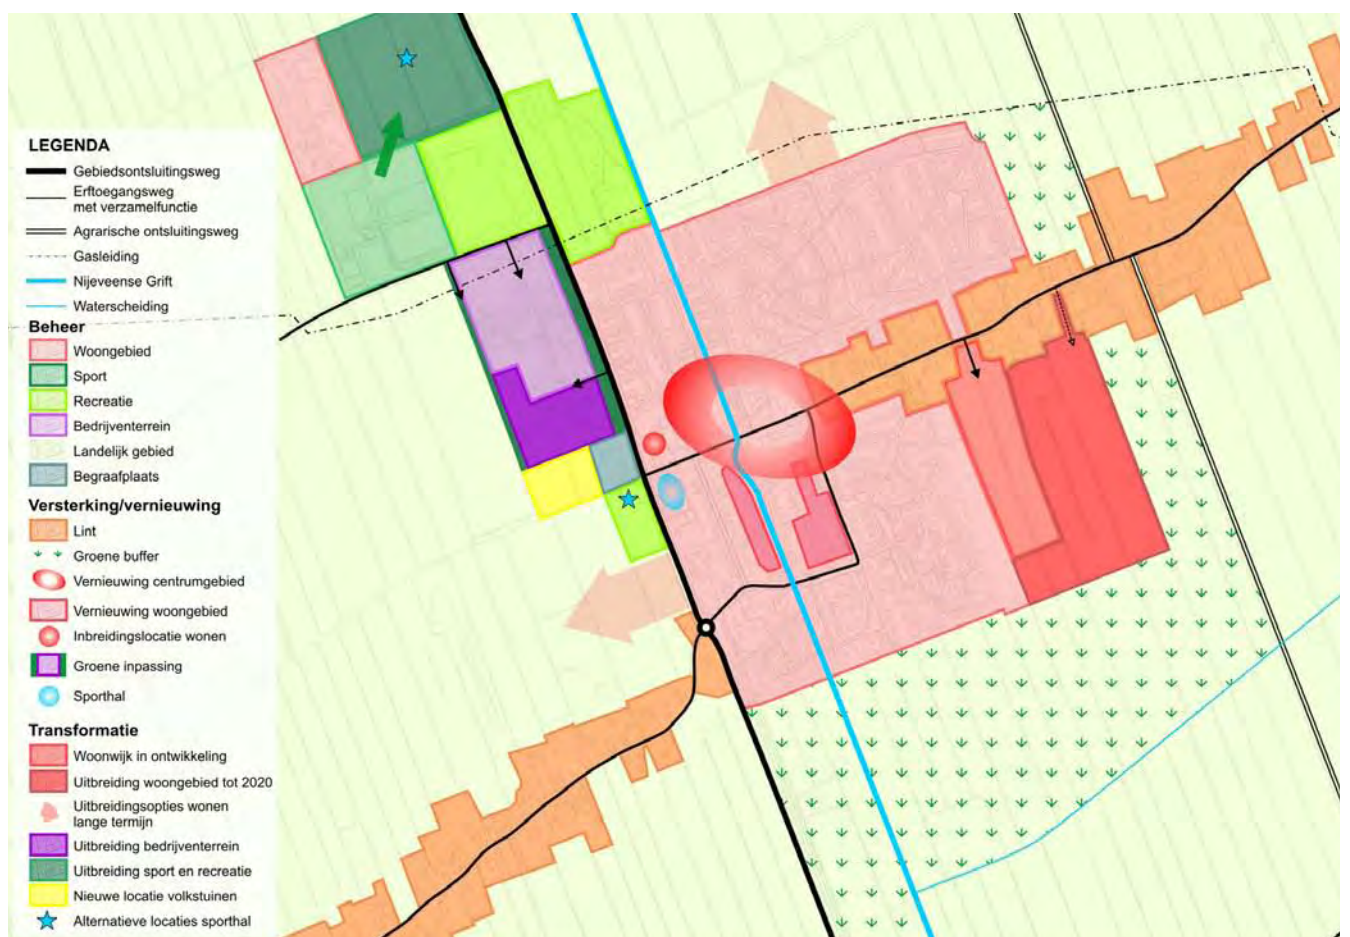 LEGENDA
Gebiedsontsluitingsweg
Erftoegangsweg
met verzamelfunctie
Agrarische ontsluitingsweg
Gasleiding
Nijeveense Grift
Waterscheiding
Beheer
Woongebied
Sport
Recreatie
Bedrijventerrein
Landelijk gebied
Begraafplaats
Versterking/vernieuwing
Lint
Groene buffer
Vernieuwing centrumgebied
Vernieuwing woongebied
Inbreidingslocatie wonen
Groene inpassing
Sporthal
Transformatie
Woonwijk in ontwikkeling
Uitbreiding woongebied tot 2020
Uitbreidingsopties wonen
lange termijn
Uitbreiding bedrijventerrein
Uitbreiding sport en recreatie
Nieuwe locatie volkstuinen
Alternatieve locaties sporthal